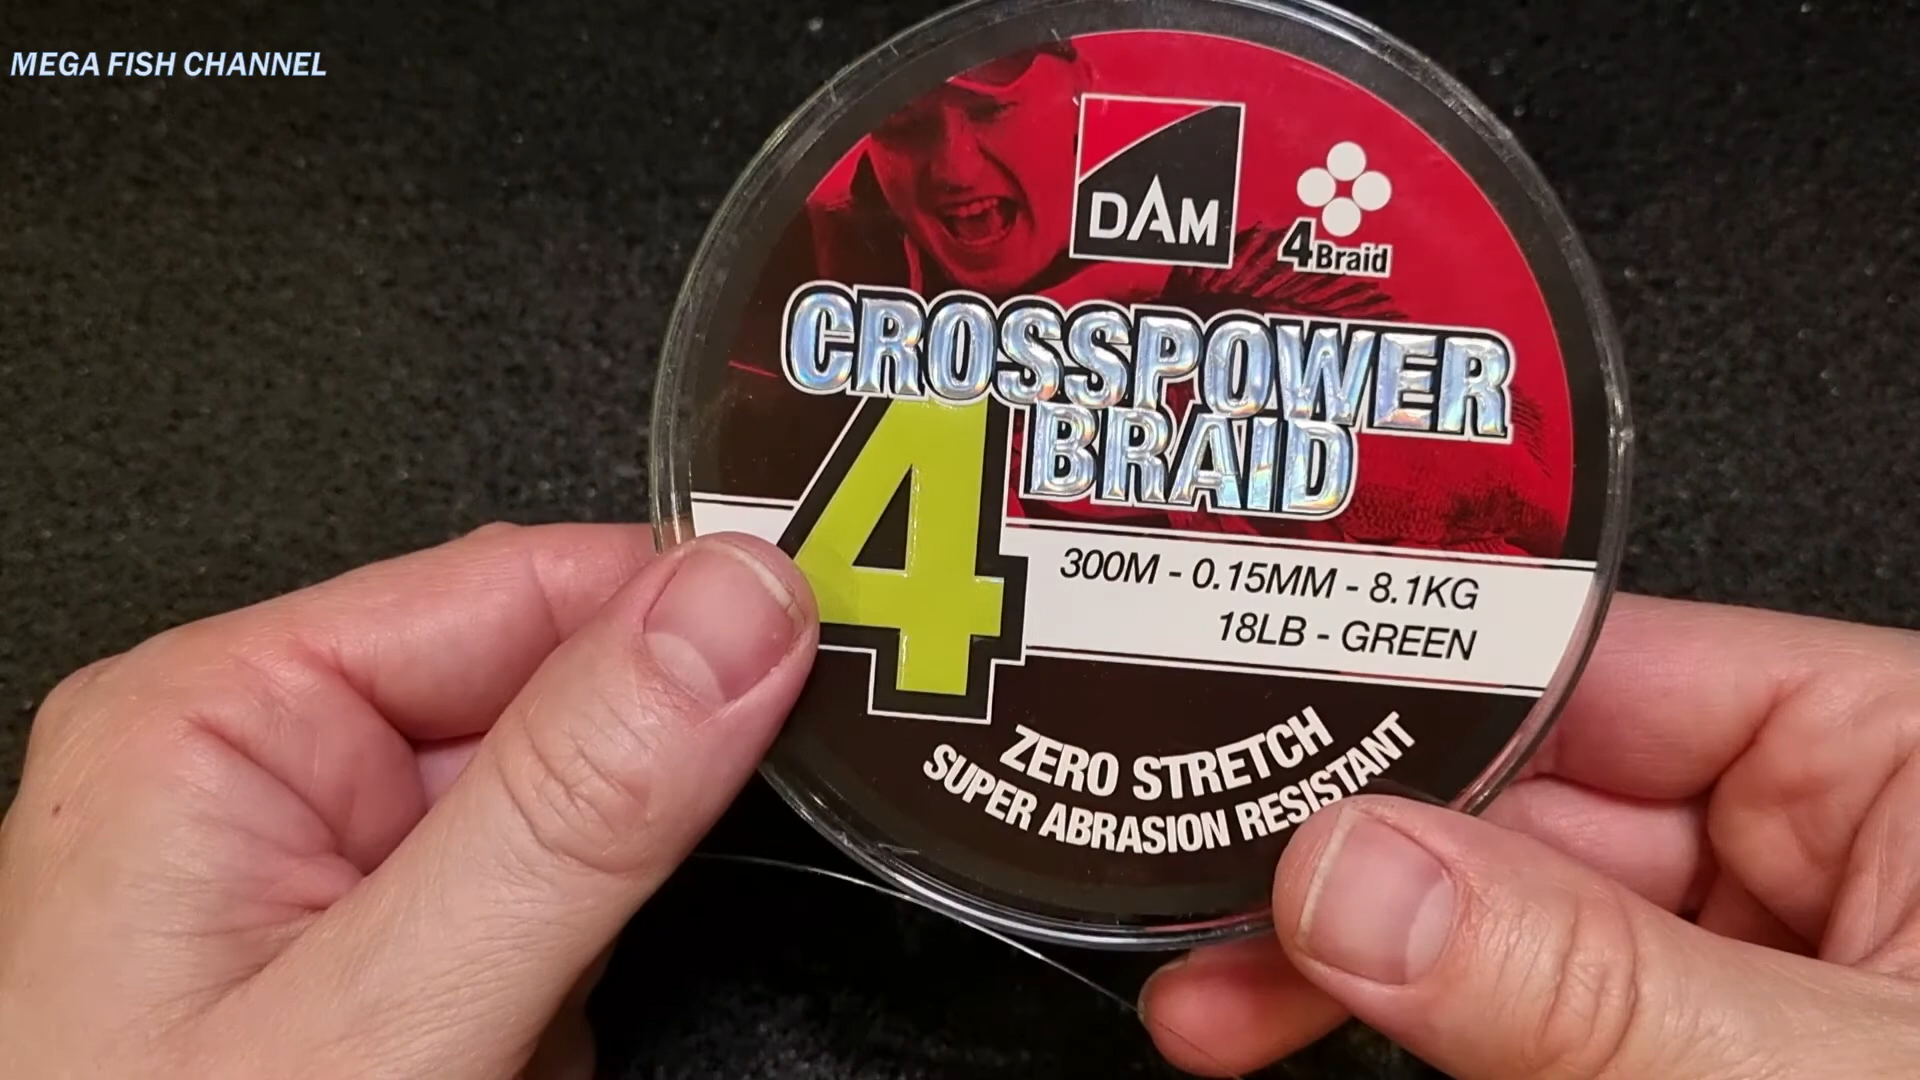 MEGA FISH CHANNEL
DAM
4Braid
CROSSPOWER
BRAID
4
300M - 0.15MM - 8.1KG
18LB - GREEN
ZERO STRETCH
SUPER ABRASION RESISTANT